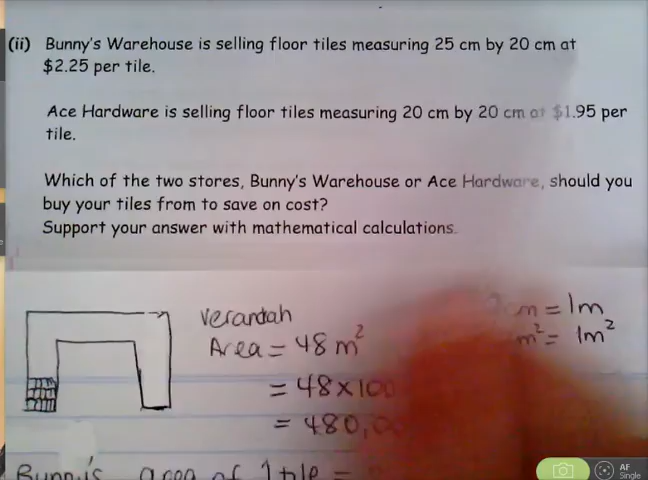 (ii) Bunny's Warehouse is selling floor tiles measuring 25 cm by 20 cm at
$2.25 per tile.
Ace Hardware is selling floor tiles measuring 20 cm by 20 cm at $1.95 per
tile.
Which of the two stores, Bunny's Warehouse or Ace Hardware, should you
buy your tiles from to save on cost?
Support your answer with mathematical calculations.
verandah
Area = 48 m²
= 48 x 100
= 480,00
cm = 1m
m² = 1m²
Bunny's area of 1 tile =
AF
Single